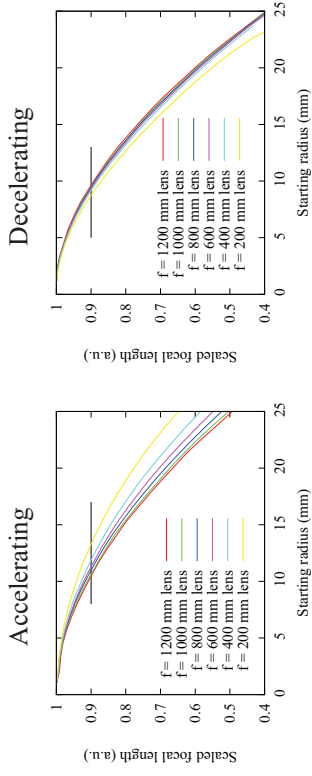 Accelerating
Scaled focal length (a.u.)
1
0.9
0.8
0.7
0.6
0.5
0.4
f = 1200 mm lens
f = 1000 mm lens
f = 800 mm lens
f = 600 mm lens
f = 400 mm lens
f = 200 mm lens
0 5 10 15 20 25
Starting radius (mm)
Decelerating
Scaled focal length (a.u.)
1
0.9
0.8
0.7
0.6
0.5
0.4
f = 1200 mm lens
f = 1000 mm lens
f = 800 mm lens
f = 600 mm lens
f = 400 mm lens
f = 200 mm lens
0 5 10 15 20 25
Starting radius (mm)